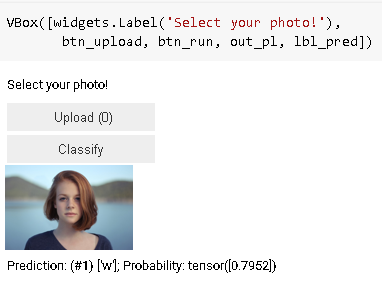 VBox([widgets.Label('Select your photo!'),
btn_upload, btn_run, out_pl, lbl_pred])
Select your photo!
Upload (0)
Classify
Prediction: (#1) ['w']; Probability: tensor([0.7952])